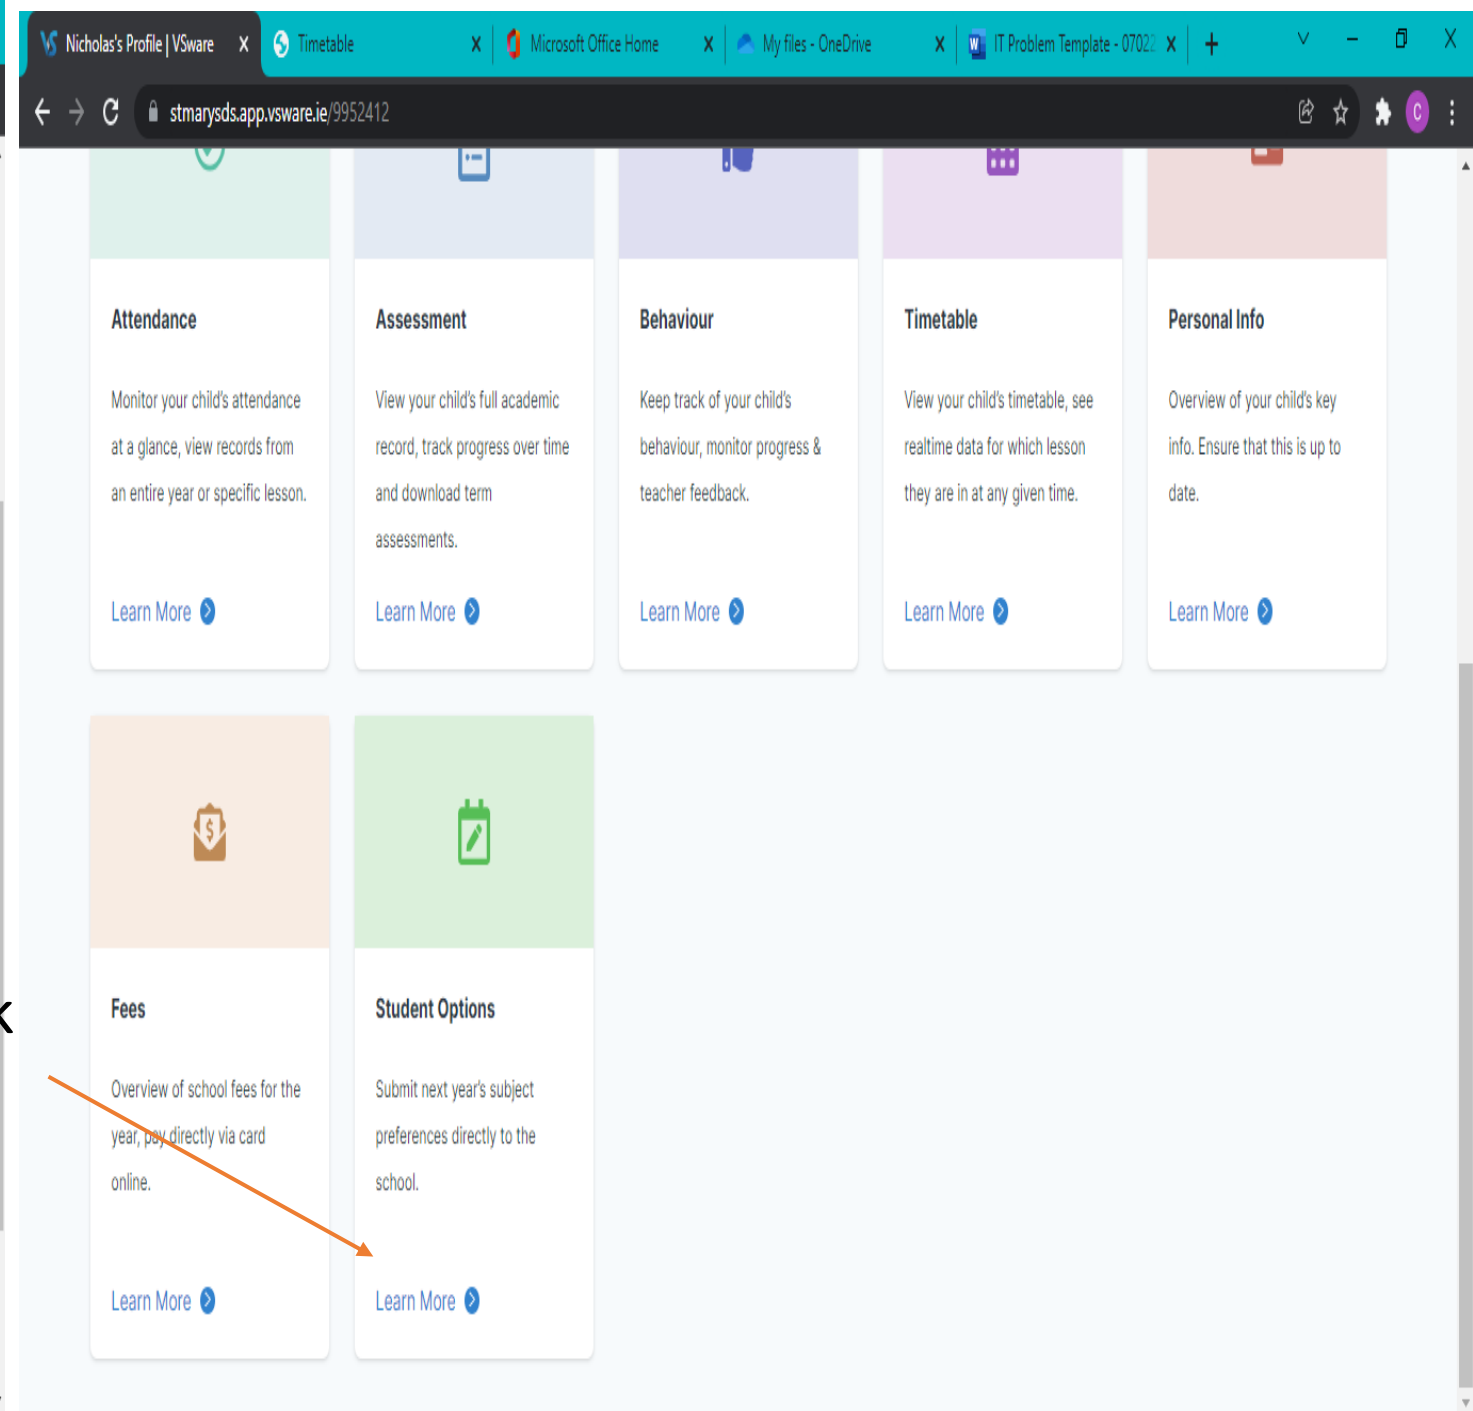 Nicholas's Profile | VSware
Timetable
Microsoft Office Home
My files - OneDrive
IT Problem Template - 07022
stmarysds.app.vsware.ie/9952412
C
Attendance
Monitor your child's attendance
at a glance, view records from
an entire year or specific lesson.
Learn More
Assessment
View your child's full academic
record, track progress over time
and download term
assessments.
Learn More
Behaviour
Keep track of your child's
behaviour, monitor progress &
teacher feedback.
Learn More
Timetable
View your child's timetable, see
realtime data for which lesson
they are in at any given time.
Learn More
Personal Info
Overview of your child's key
info. Ensure that this is up to
date.
Learn More
k
Fees
Overview of school fees for the
year, pay directly via card
online.
Learn More
Student Options
Submit next year's subject
preferences directly to the
school.
Learn More